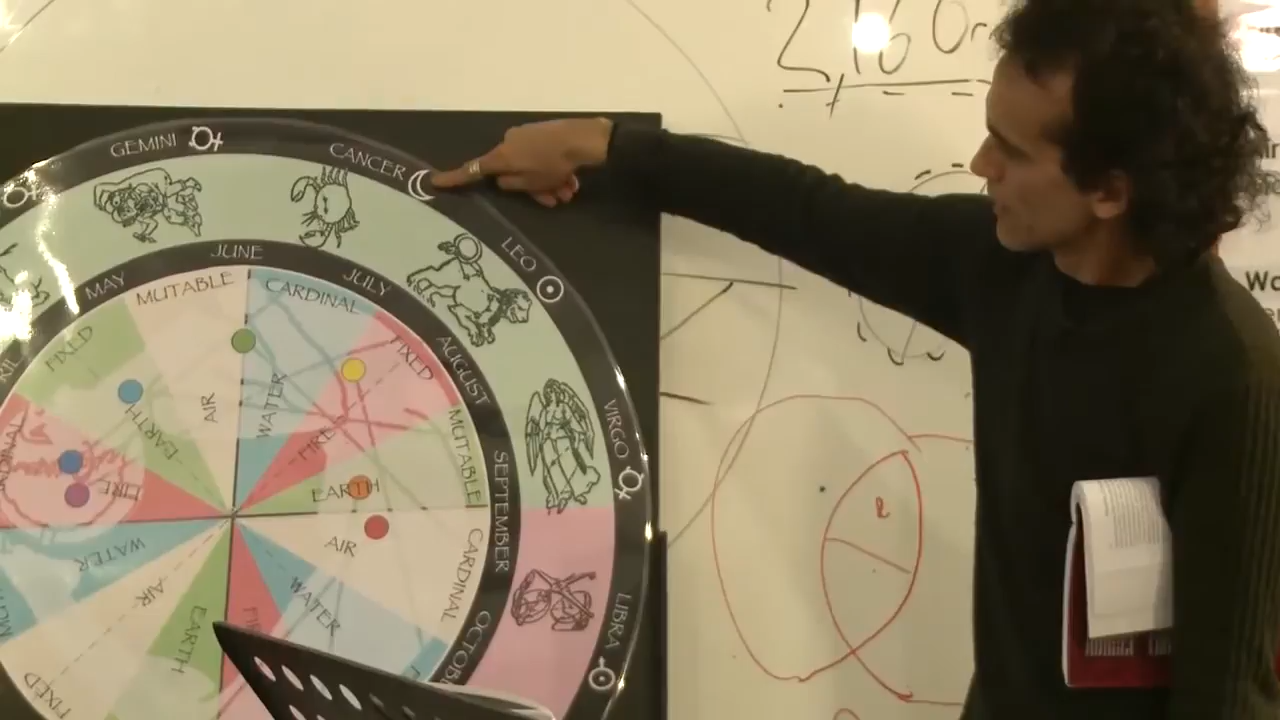 216
GEMINI
CANCER
LEO
VIRGO
LIBRA
MAY
JUNE
JULY
AUGUST
SEPTEMBER
FIXED
MUTABLE
CARDINAL
FIXED
MUTABLE
CARDINAL
EARTH
AIR
WATER
FIRE
EARTH
AIR
WATER
FIRE
WATER
AIR
EARTH
FIXED